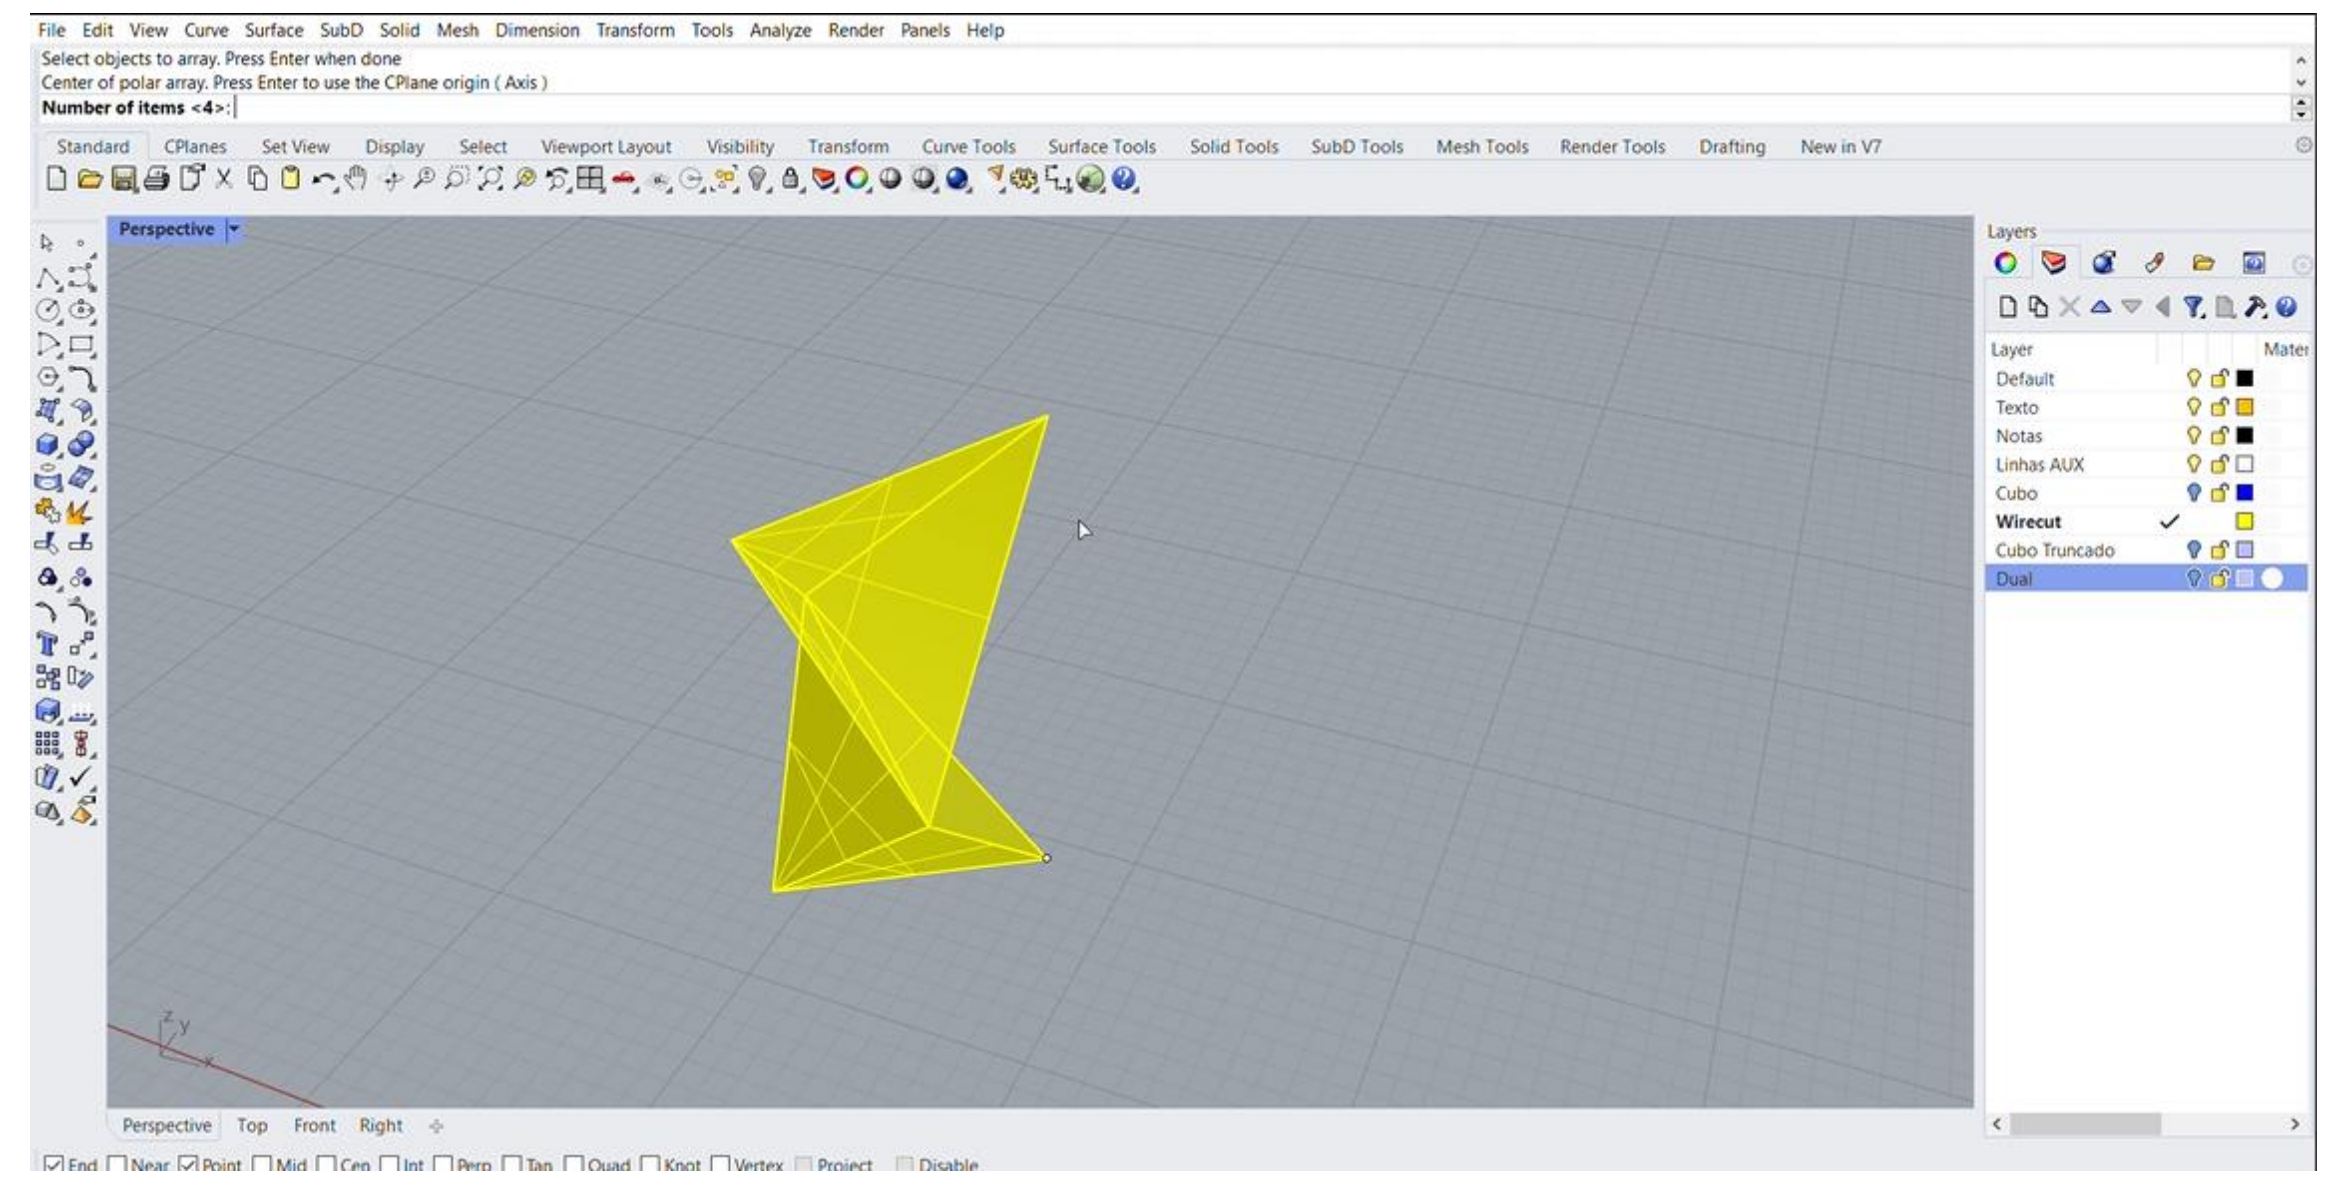 File Edit View Curve Surface SubD Solid Mesh Dimension Transform Tools Analyze Render Panels Help
Select objects to array. Press Enter when done
Center of polar array. Press Enter to use the CPlane origin ( Axis )
Number of items <4>:
Standard CPlanes Set View Display Select Viewport Layout Visibility Transform Curve Tools Surface Tools Solid Tools SubD Tools Mesh Tools Render Tools Drafting New in V7
Perspective
Layers
Layer Mater
Default
Texto
Notas
Linhas AUX
Cubo
Wirecut
Cubo Truncado
Dual
z
y
x
Perspective Top Front Right
End Near Point Mid Cen Int Perp Tan Quad Knot Vertex Project Disable